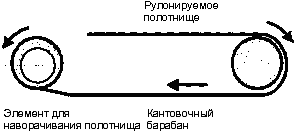 Рулонируемое
полотнище
Элемент для
наворачивания полотнища
Кантовочный
барабан